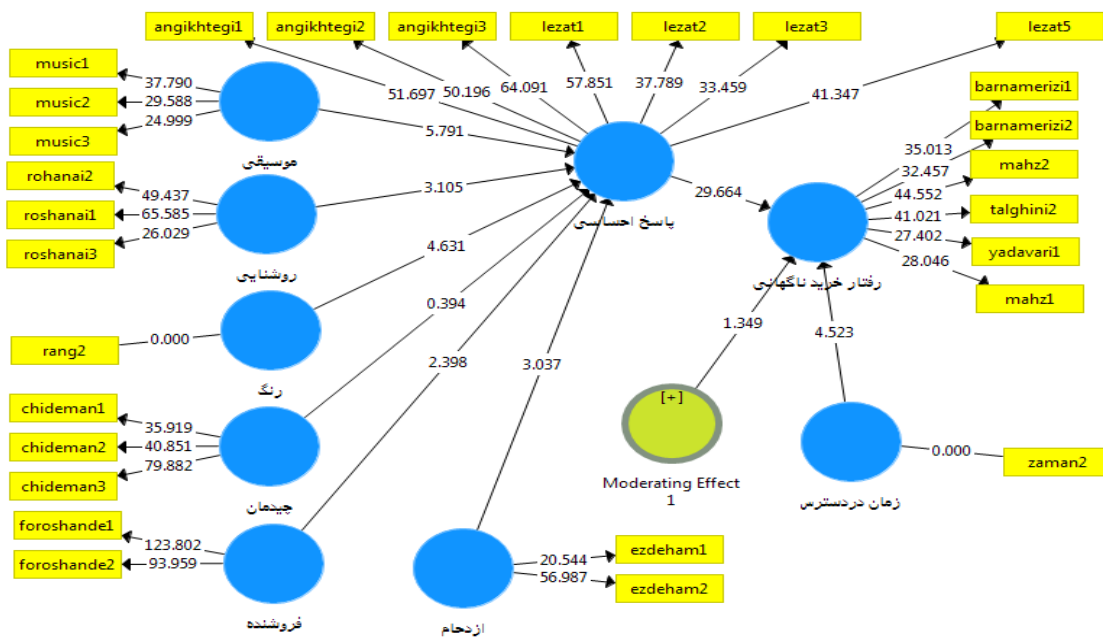 angikhtegi1
angikhtegi2
angikhtegi3
lezat1
lezat2
lezat3
lezat5
music1
music2
music3
37.790
29.588
24.999
موسیقی
51.697
50.196
64.091
57.851
37.789
33.459
41.347
5.791
پاسخ احساسی
barnamerizi1
barnamerizi2
mahz2
talghini2
yadavari1
mahz1
35.013
32.457
44.552
41.021
27.402
28.046
29.664
رفتار خرید ناگهانی
rohanai2
roshanai1
roshanai3
49.437
65.585
26.029
روشنایی
3.105
rang2
0.000
رنگ
4.631
chideman1
chideman2
chideman3
35.919
40.851
79.882
چیدمان
0.394
foroshande1
foroshande2
123.802
93.959
فروشنده
2.398
3.037
ازدحام
20.544
56.987
ezdeham1
ezdeham2
[+]
Moderating Effect
1
1.349
4.523
زمان دردسترس
0.000
zaman2